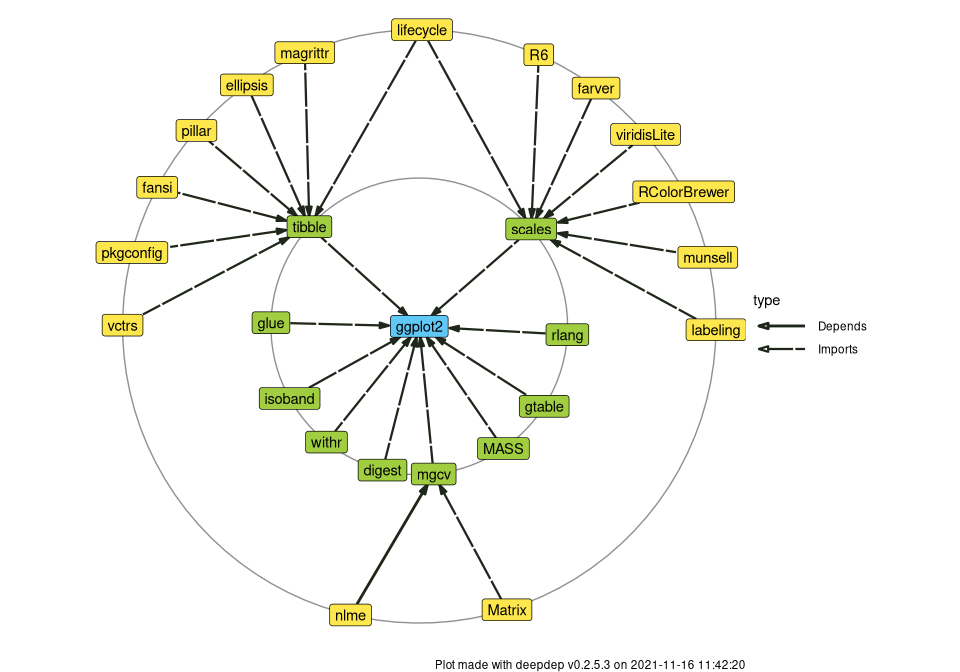 lifecycle
magrittr
R6
ellipsis
farver
pillar
viridisLite
fansi
RColorBrewer
tibble
scales
pkgconfig
munsell
type
vctrs
glue
ggplot2
rlang
labeling
Depends
Imports
isoband
gtable
withr
MASS
digest
mgcv
nlme
Matrix
Plot made with deepdep v0.2.5.3 on 2021-11-16 11:42:20